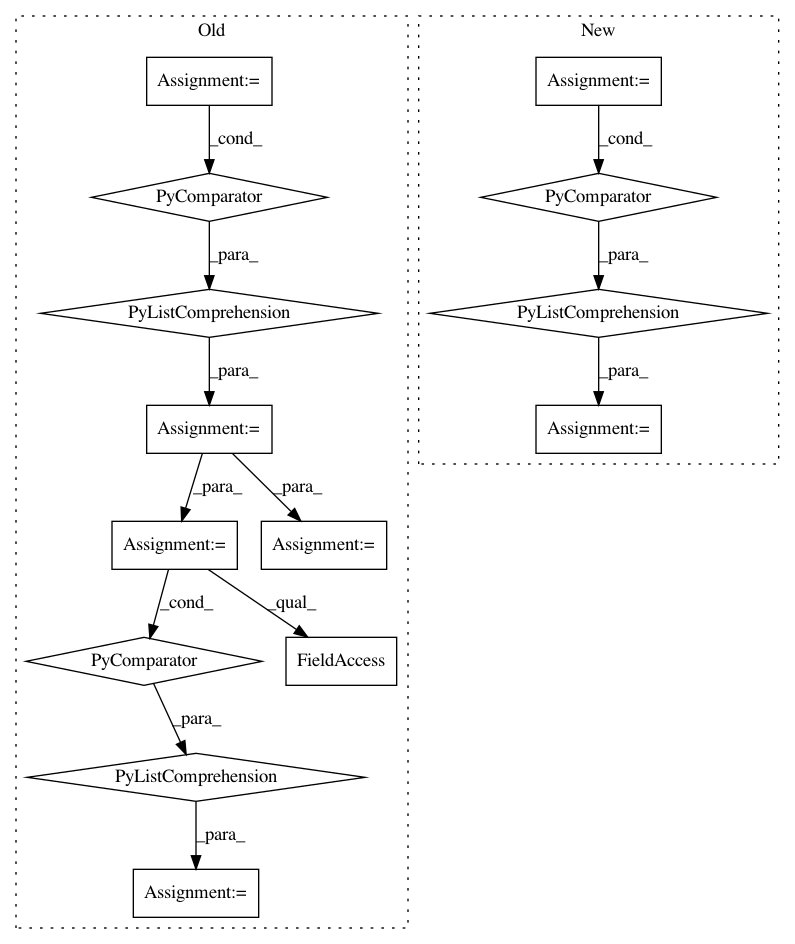 Old
New
Assignment:=
Assignment:=
_cond_
_cond_
PyComparator
PyComparator
_para_
_para_
PyListComprehension
PyListComprehension
_para_
_para_
Assignment:=
Assignment:=
_para_
_para_
Assignment:=
Assignment:=
_cond_
_qual_
PyComparator
FieldAccess
_para_
PyListComprehension
_para_
Assignment:=